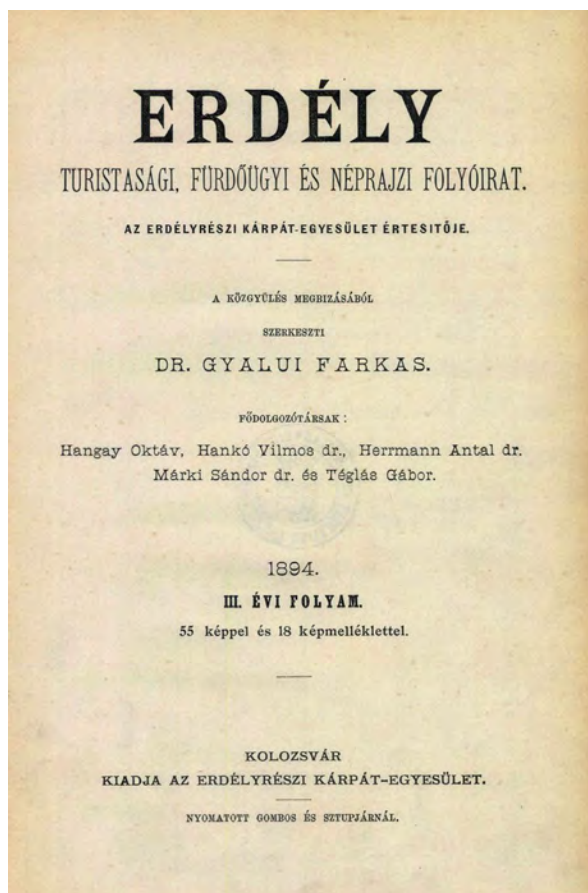 ERDÉLY
TURISTASÁGI, FÜRDŐÜGYI ÉS NÉPRAJZI FOLYÓIRAT.
AZ ERDÉLYRÉSZI KÁRPÁT-EGYESÜLET ÉRTESITŐJE.
A KÖZGYÜLÉS MEGBIZÁSÁBÓL
SZERKESZTI
DR. GYALUI FARKAS.
FŐDOLGOZÓTÁRSAK :
Hangay Oktáv, Hankó Vilmos dr., Herrmann Antal dr.
Márki Sándor dr. és Téglás Gábor.
1894.
III. ÉVI FOLYAM.
55 képpel és 18 képmelléklettel.
KOLOZSVÁR
KIADJA AZ ERDÉLYRÉSZI KÁRPÁT-EGYESÜLET.
NYOMATOTT GOMBOS ÉS SZTUPJÁRNÁL.